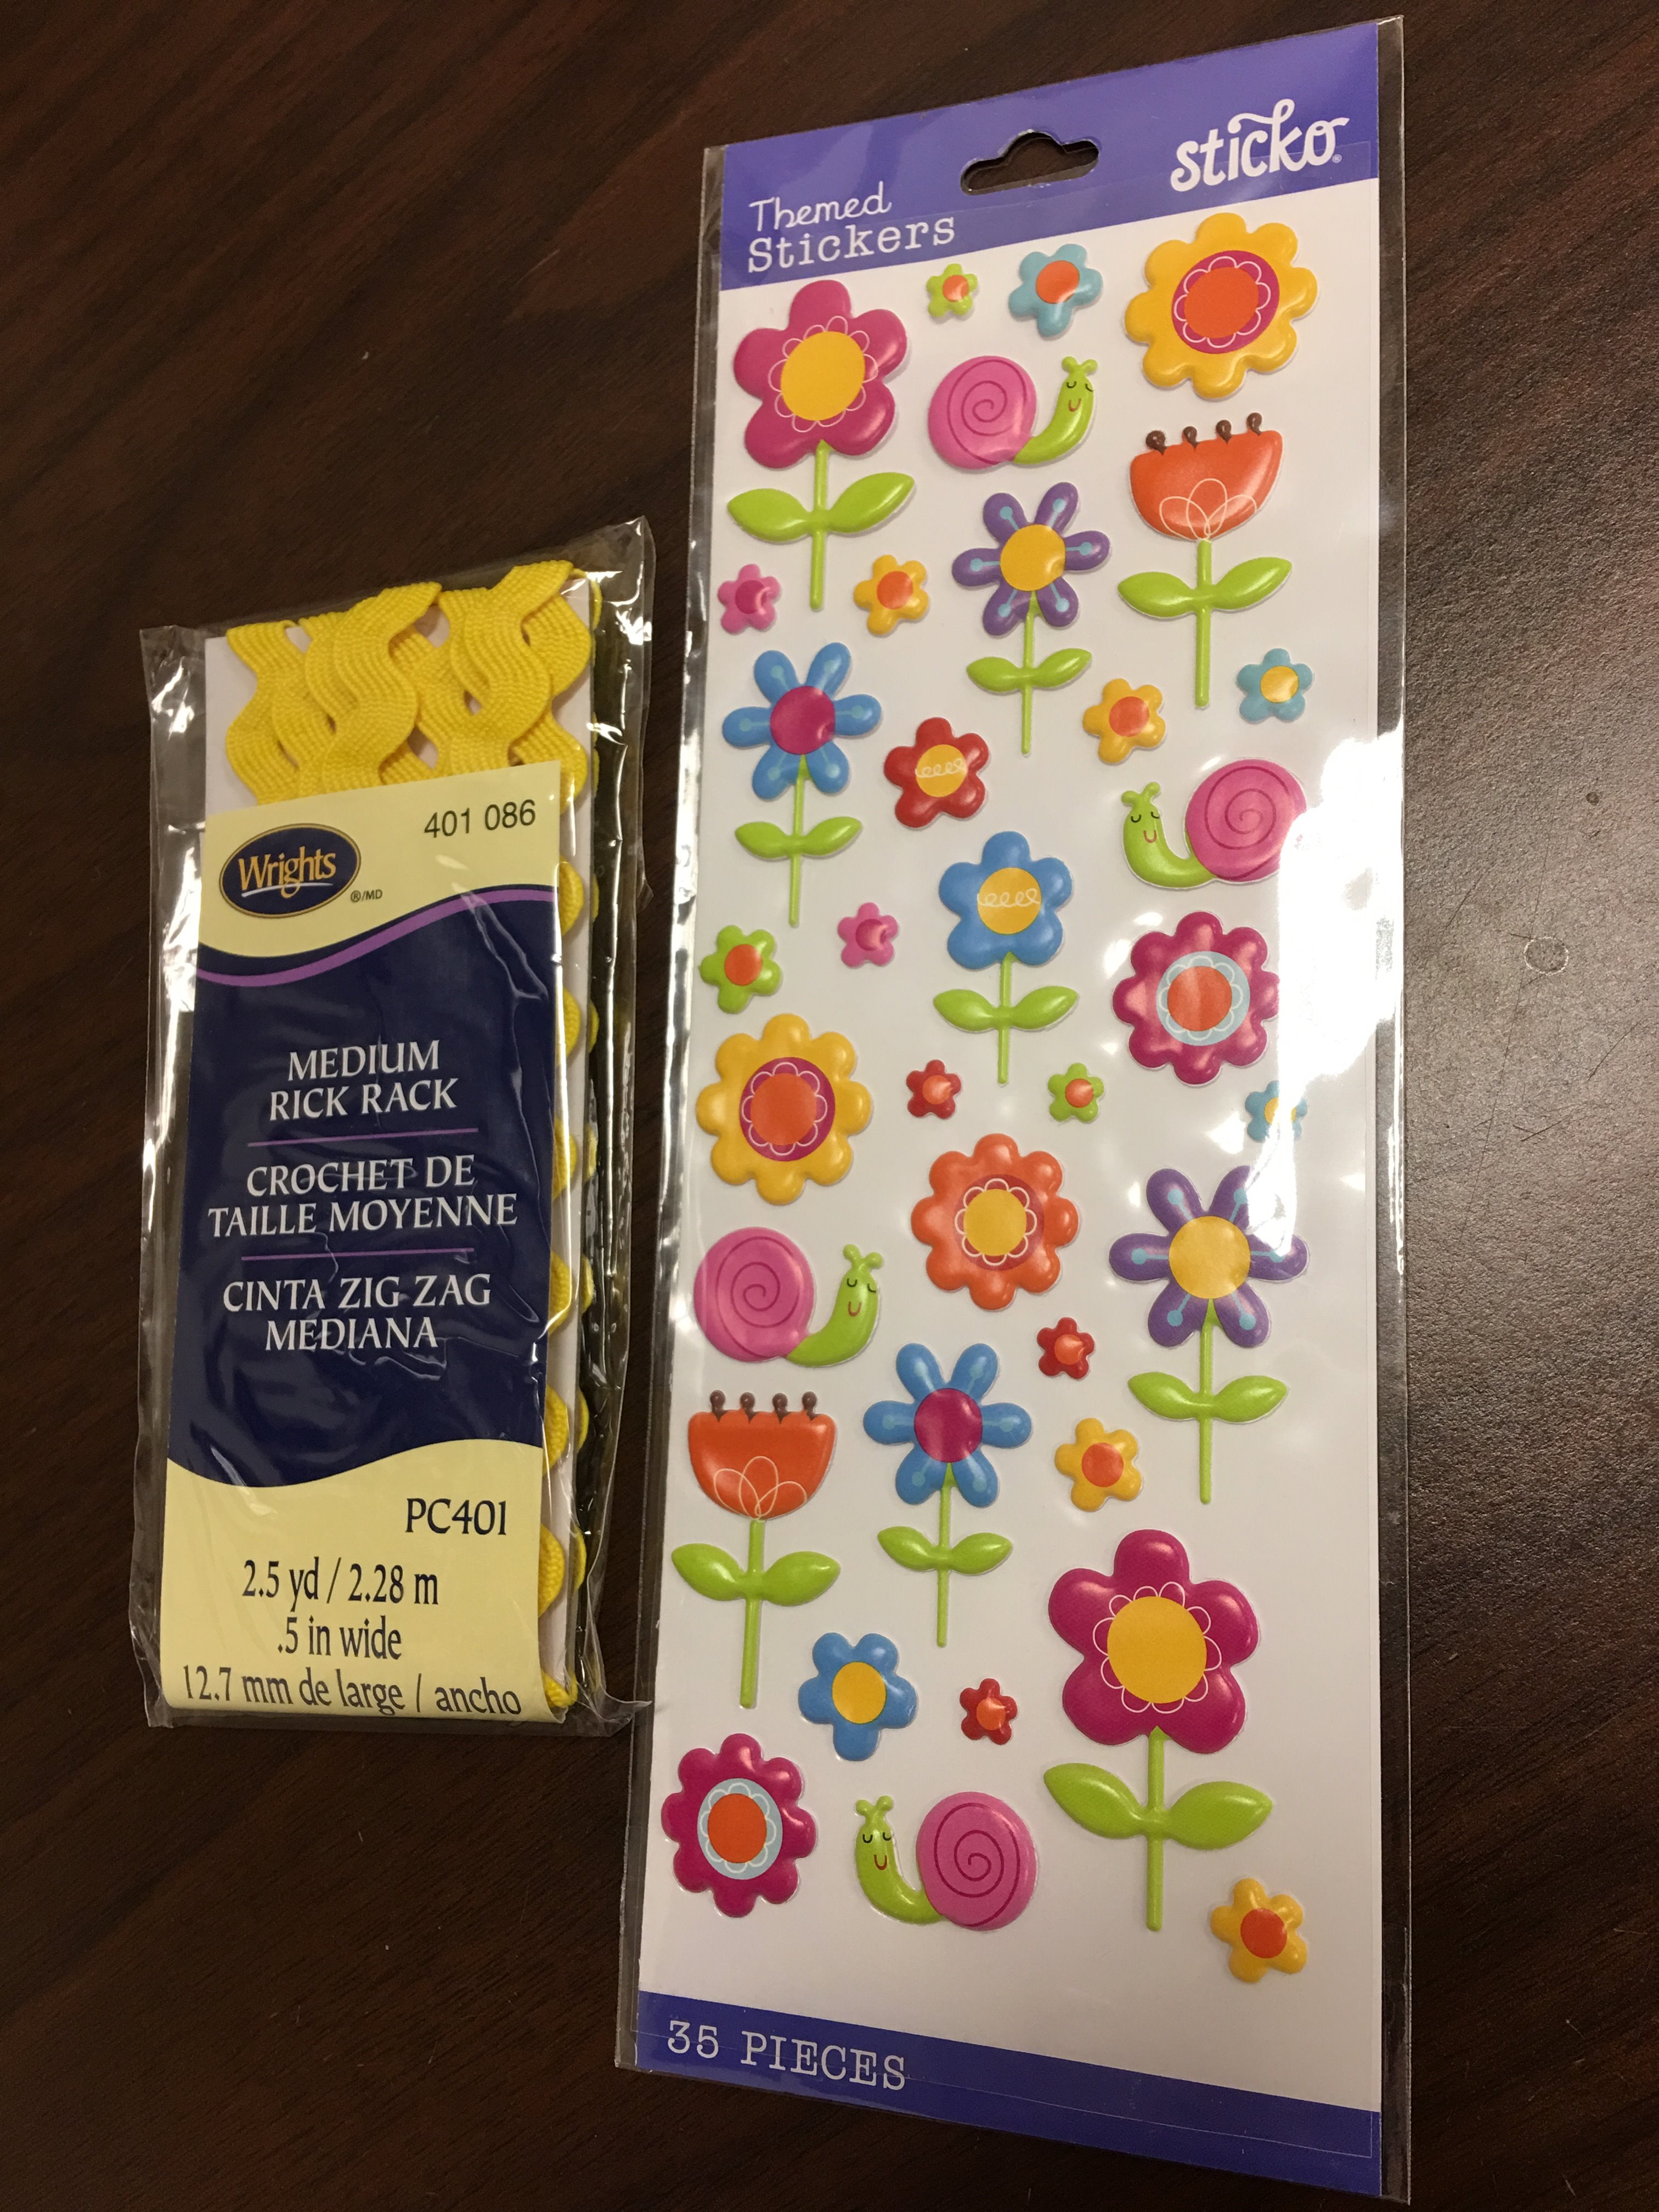 401 086
Wrights
®/MD
MEDIUM
RICK RACK
CROCHET DE
TAILLE MOYENNE
CINTA ZIG ZAG
MEDIANA
PC401
2.5 yd / 2.28 m
.5 in wide
12.7 mm de large / ancho
sticko®
Themed
Stickers
35 PIECES